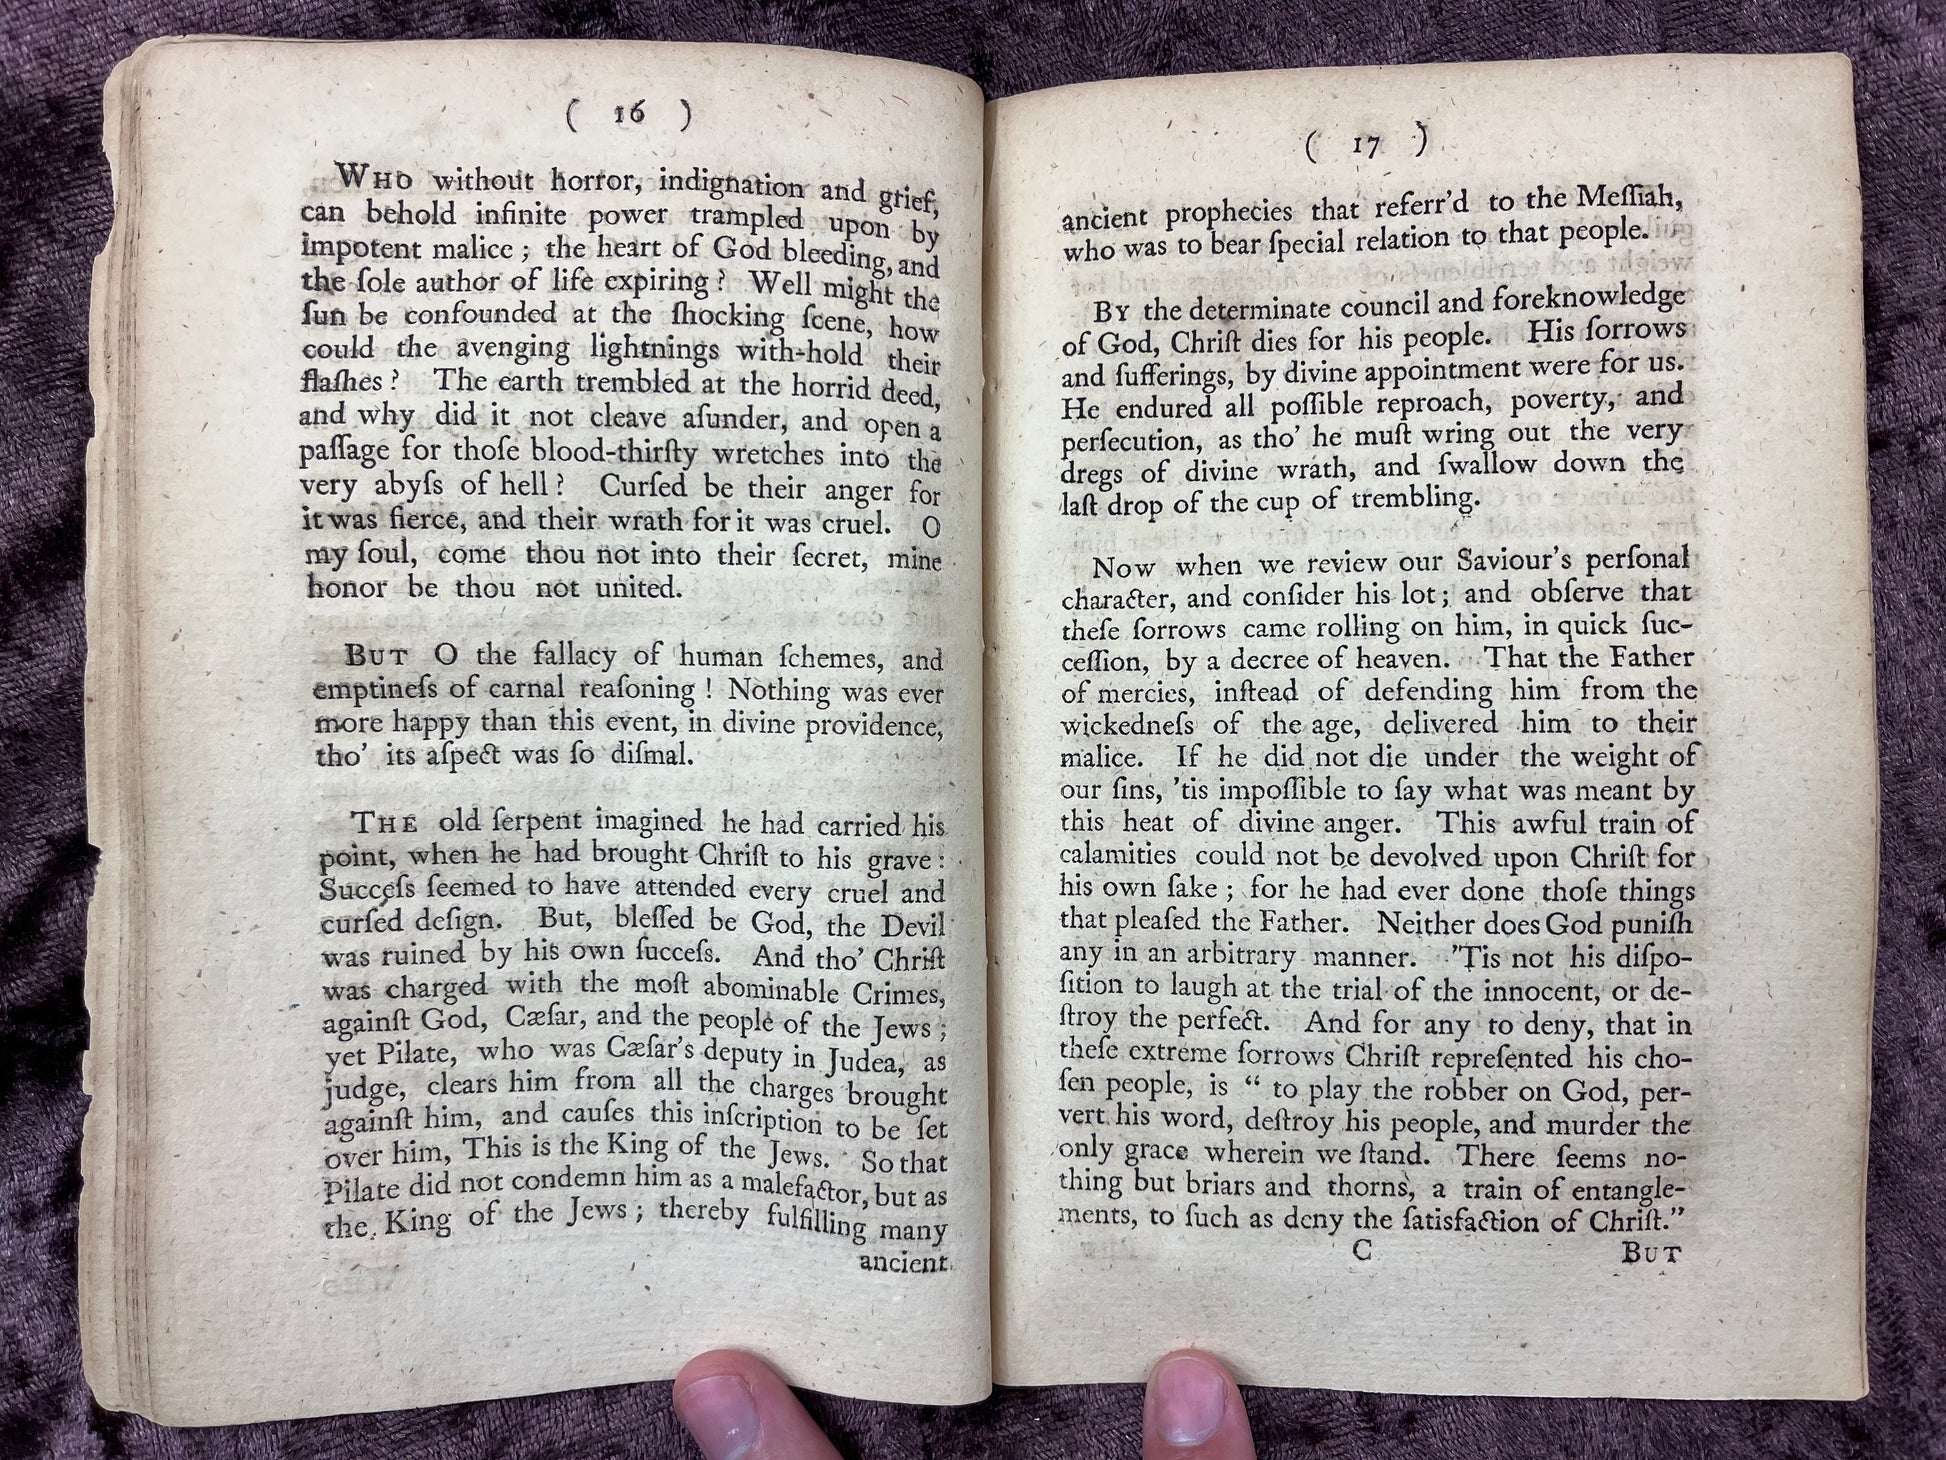 ( 16 )
WHO without horror, indignation and grief,
can behold infinite power trampled upon by
impotent malice ; the heart of God bleeding, and
the ſole author of life expiring ? Well might the
ſun be confounded at the ſhocking ſcene, how
could the avenging lightnings with-hold their
flaſhes ? The earth trembled at the horrid deed,
and why did it not cleave aſunder, and open a
paſſage for thoſe blood-thirſty wretches into the
very abyſs of hell ? Curſed be their anger for
it was fierce, and their wrath for it was cruel. O
my ſoul, come thou not into their ſecret, mine
honor be thou not united.
BUT O the fallacy of human ſchemes, and
emptineſs of carnal reaſoning ! Nothing was ever
more happy than this event, in divine providence,
tho' its aſpect was ſo diſmal.
THE old ſerpent imagined he had carried his
point, when he had brought Chriſt to his grave :
Succeſs ſeemed to have attended every cruel and
curſed deſign. But, bleſſed be God, the Devil
was ruined by his own ſucceſs. And tho' Chriſt
was charged with the moſt abominable Crimes,
againſt God, Cæſar, and the people of the Jews ;
yet Pilate, who was Cæſar's deputy in Judea, as
judge, clears him from all the charges brought
againſt him, and cauſes this inſcription to be ſet
over him, This is the King of the Jews. So that
Pilate did not condemn him as a malefactor, but as
the King of the Jews ; thereby fulfilling many
ancient
( 17 )
ancient prophecies that referr'd to the Meſſiah,
who was to bear ſpecial relation to that people.
BY the determinate council and foreknowledge
of God, Chriſt dies for his people. His ſorrows
and ſufferings, by divine appointment were for us.
He endured all poſſible reproach, poverty, and
perſecution, as tho' he muſt wring out the very
dregs of divine wrath, and ſwallow down the
laſt drop of the cup of trembling.
NOW when we review our Saviour's perſonal
character, and conſider his lot ; and obſerve that
theſe ſorrows came rolling on him, in quick ſuc-
ceſſion, by a decree of heaven. That the Father
of mercies, inſtead of defending him from the
wickedneſs of the age, delivered him to their
malice. If he did not die under the weight of
our ſins, 'tis impoſſible to ſay what was meant by
this heat of divine anger. This awful train of
calamities could not be devolved upon Chriſt for
his own ſake ; for he had ever done thoſe things
that pleaſed the Father. Neither does God puniſh
any in an arbitrary manner. 'Tis not his diſpo-
ſition to laugh at the trial of the innocent, or de-
ſtroy the perfect. And for any to deny, that in
theſe extreme ſorrows Chriſt repreſented his cho-
ſen people, is “ to play the robber on God, per-
vert his word, deſtroy his people, and murder the
only grace wherein we ſtand. There ſeems no-
thing but briars and thorns, a train of entangle-
ments, to ſuch as deny the ſatisfaction of Chriſt.”
C BUT